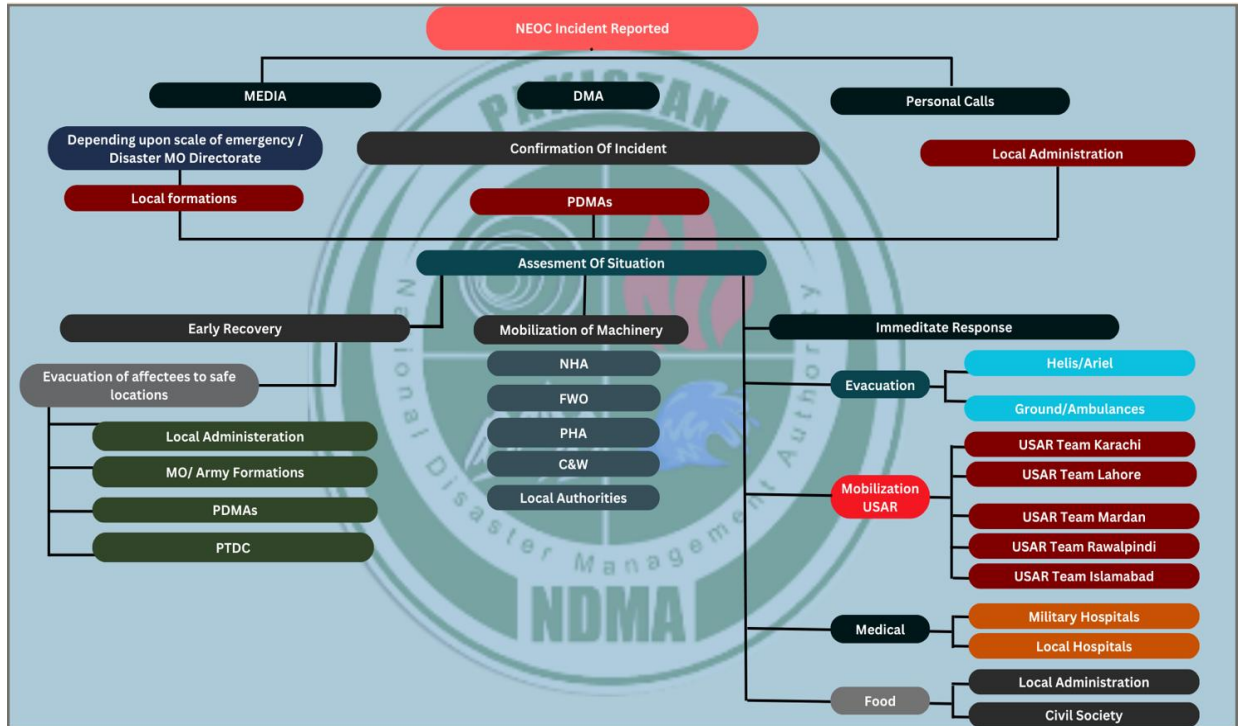 NEOC Incident Reported
MEDIA
DMA
Personal Calls
Depending upon scale of emergency /
Disaster MO Directorate
Confirmation Of Incident
Local Administration
Local formations
PDMAs
Assesment Of Situation
Early Recovery
Mobilization of Machinery
Immeditate Response
Evacuation of affectees to safe
locations
Local Administeration
MO/ Army Formations
PDMAs
PTDC
NHA
FWO
PHA
C&W
Local Authorities
Evacuation
Helis/Ariel
Ground/Ambulances
Mobilization
USAR
USAR Team Karachi
USAR Team Lahore
USAR Team Mardan
USAR Team Rawalpindi
USAR Team Islamabad
Medical
Military Hospitals
Local Hospitals
Food
Local Administration
Civil Society
PAKISTAN
National Disaster Management Authority
NDMA